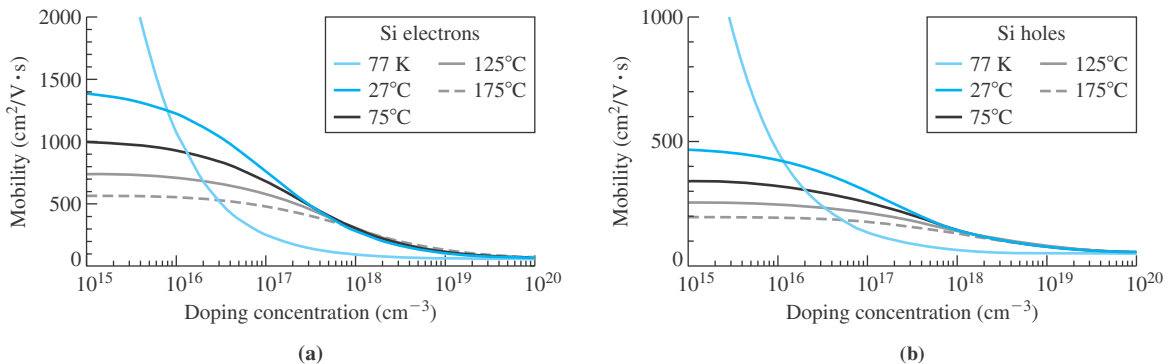 2000
1500
1000
500
0
Mobility (cm²/V · s)
Si electrons
77 K
125°C
27°C
175°C
75°C
10¹⁵ 10¹⁶ 10¹⁷ 10¹⁸ 10¹⁹ 10²⁰
Doping concentration (cm⁻³)
(a)
1000
500
0
Mobility (cm²/V · s)
Si holes
77 K
125°C
27°C
175°C
75°C
10¹⁵ 10¹⁶ 10¹⁷ 10¹⁸ 10¹⁹ 10²⁰
Doping concentration (cm⁻³)
(b)